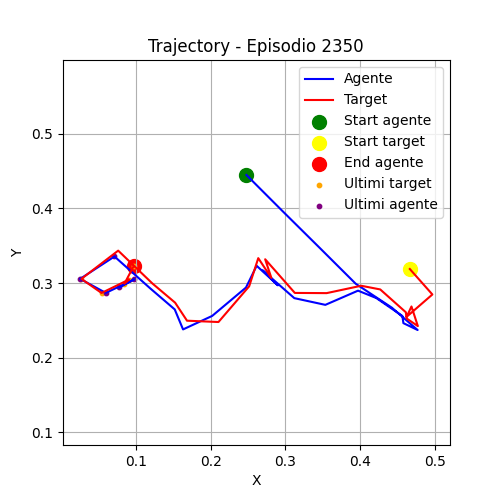 Trajectory - Episodio 2350
Agente
Target
Start agente
Start target
End agente
Ultimi target
Ultimi agente
Y
0.5
0.4
0.3
0.2
0.1
0.1 0.2 0.3 0.4 0.5
X